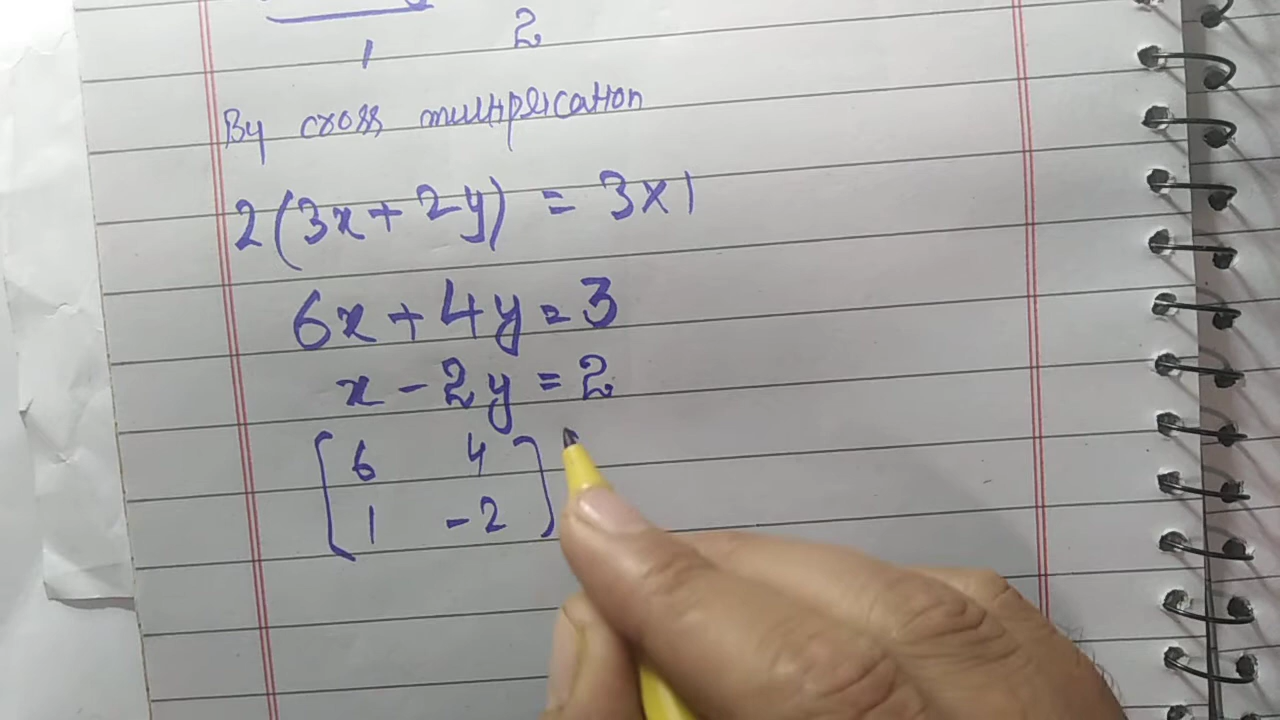 1 2
By cross multiplication
2(3x+2y) = 3×1
6x+4y=3
x-2y=2
6 4
1 -2